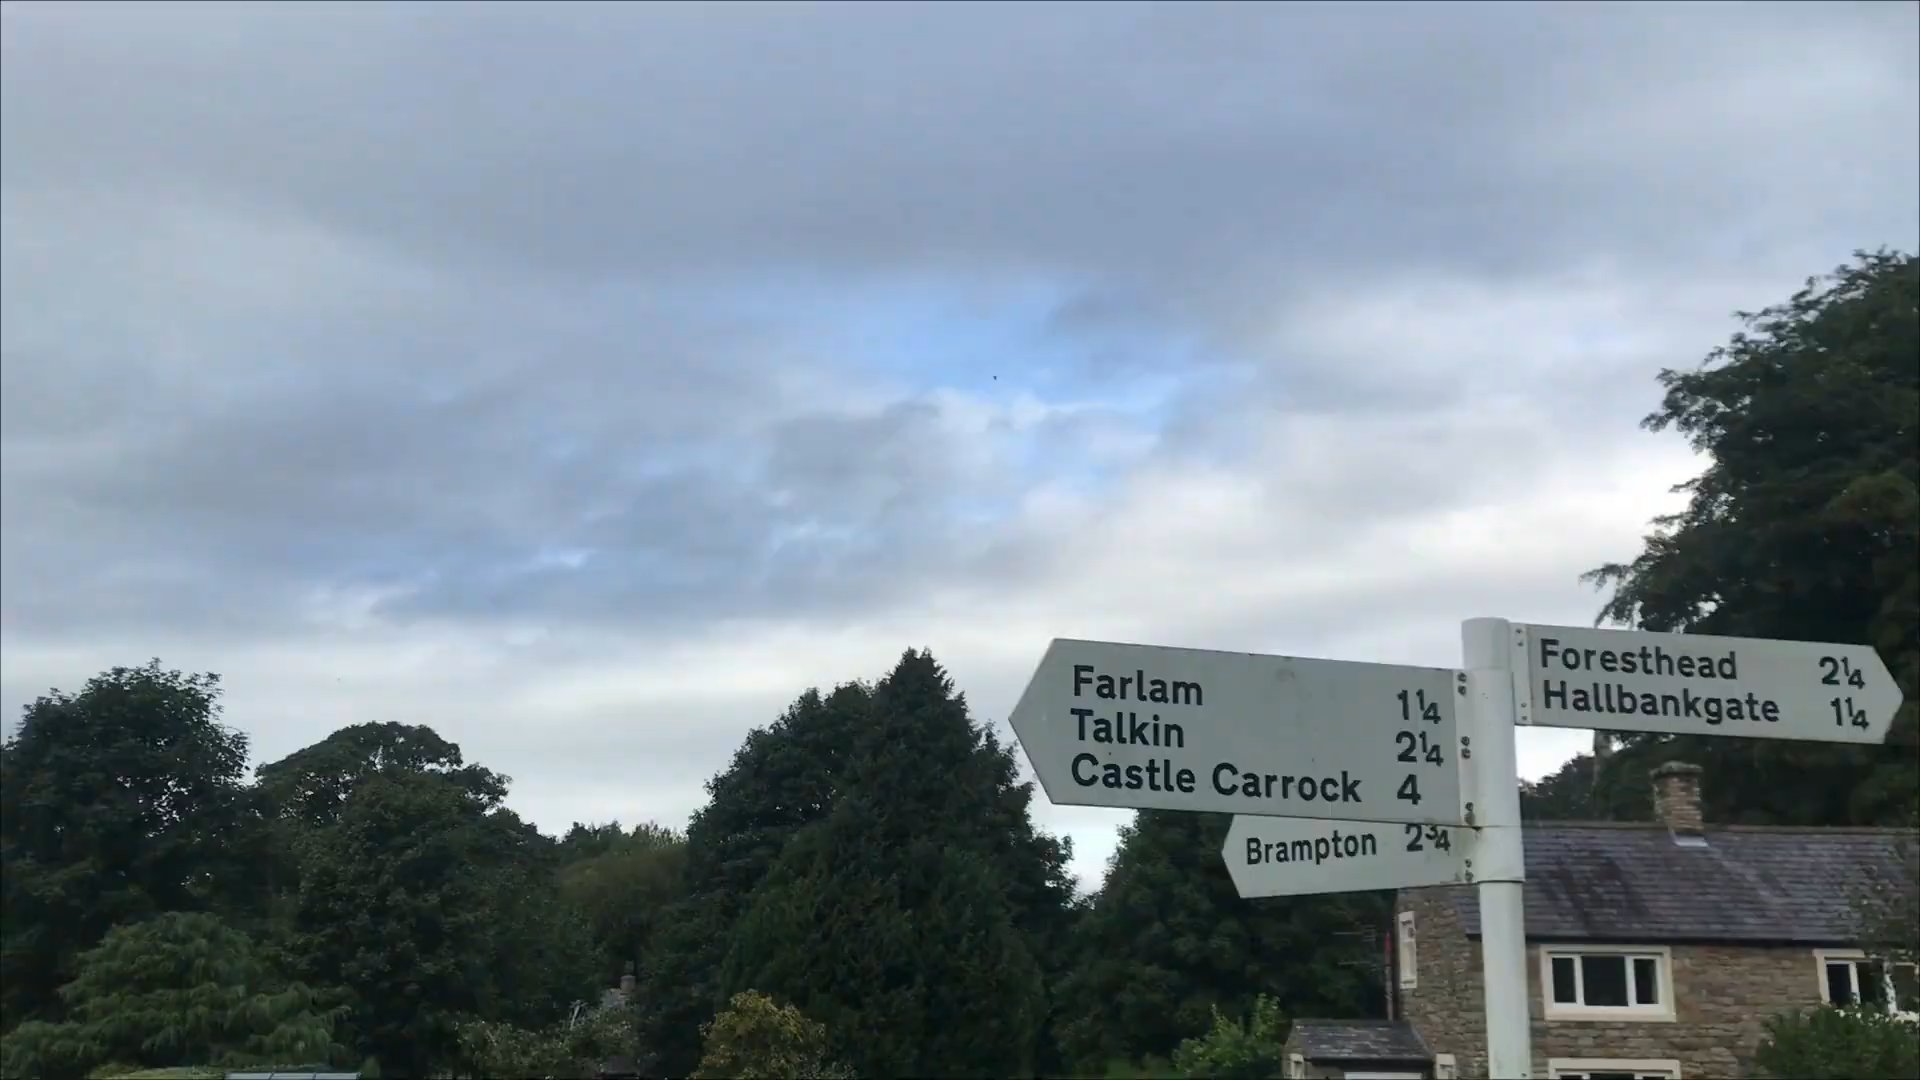 Farlam 1¼
Talkin 2¼
Castle Carrock 4
Brampton 2¾
Foresthead 2¼
Hallbankgate 1¼